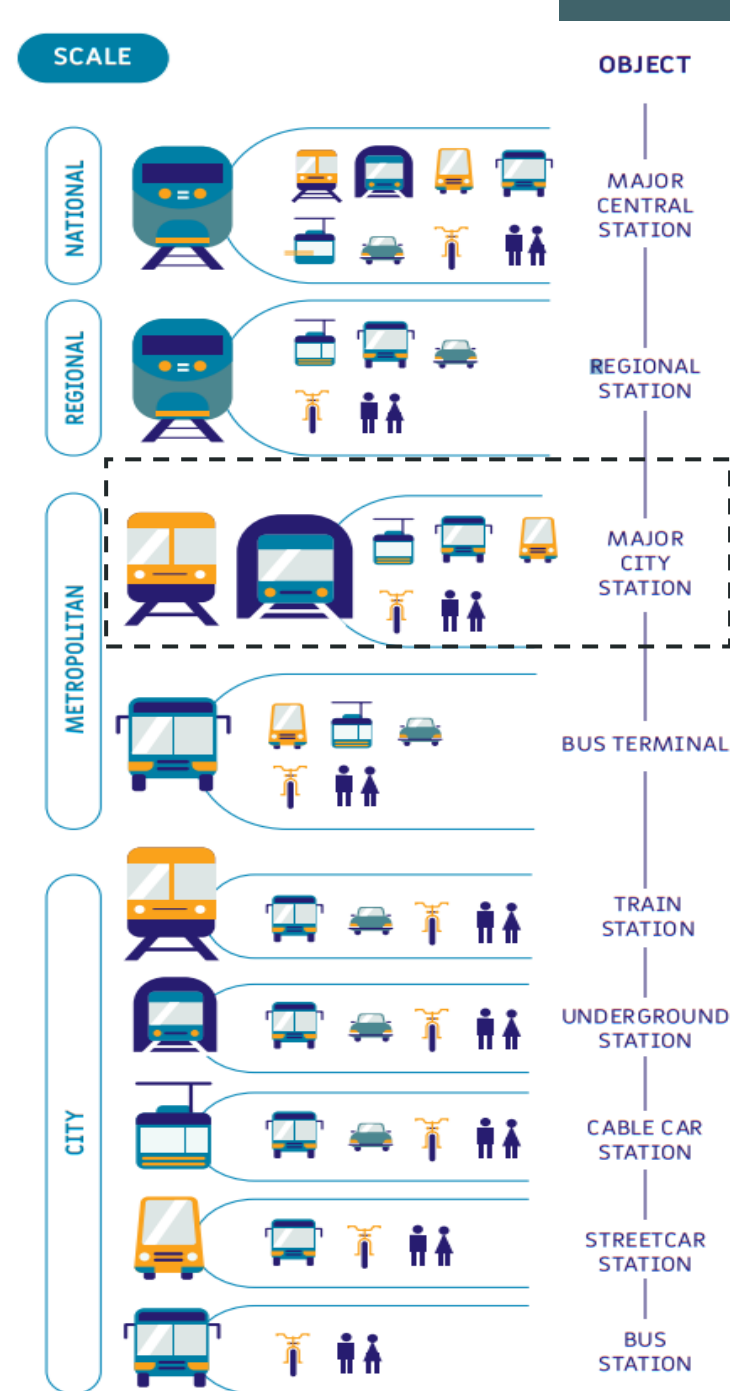 SCALE
OBJECT
NATIONAL
MAJOR
CENTRAL
STATION
REGIONAL
REGIONAL
STATION
METROPOLITAN
MAJOR
CITY
STATION
BUS TERMINAL
CITY
TRAIN
STATION
UNDERGROUND
STATION
CABLE CAR
STATION
STREETCAR
STATION
BUS
STATION